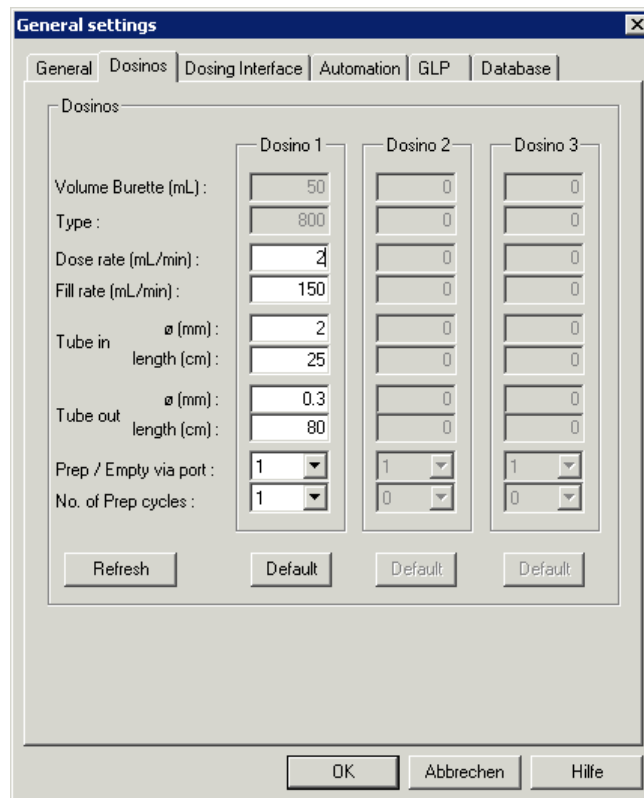 General settings
General Dosinos Dosing Interface Automation GLP Database
Dosinos
Dosino 1 Dosino 2 Dosino 3
Volume Burette (mL) : 50 0 0
Type : 800 0 0
Dose rate (mL/min) : 2 0 0
Fill rate (mL/min) : 150 0 0
Tube in ø (mm) : 2 0 0
length (cm) : 25 0 0
Tube out ø (mm) : 0.3 0 0
length (cm) : 80 0 0
Prep / Empty via port : 1 1 1
No. of Prep cycles : 1 0 0
Refresh Default Default Default
OK Abbrechen Hilfe